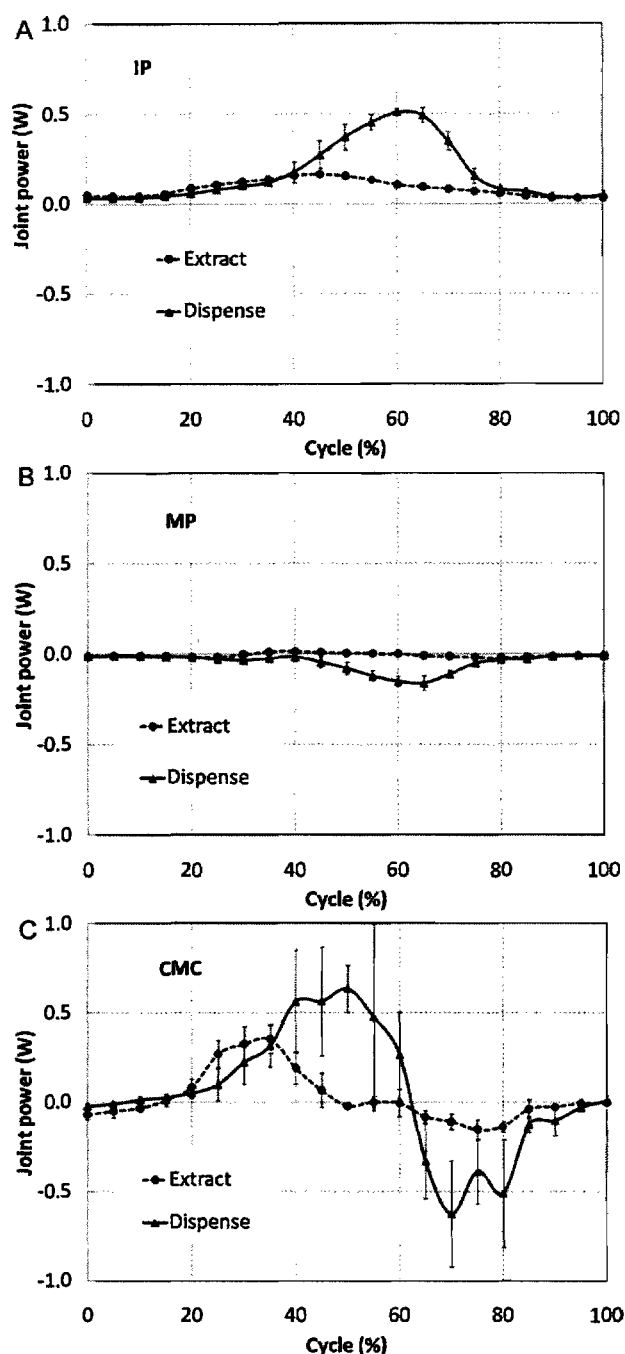 A
1.0
IP
0.5
Joint power (W)
0.0
Extract
-0.5
Dispense
-1.0
0 20 40 60 80 100
Cycle (%)
B
1.0
MP
0.5
Joint power (W)
0.0
Extract
-0.5
Dispense
-1.0
0 20 40 60 80 100
Cycle (%)
C
1.0
CMC
0.5
Joint power (W)
0.0
Extract
-0.5
Dispense
-1.0
0 20 40 60 80 100
Cycle (%)